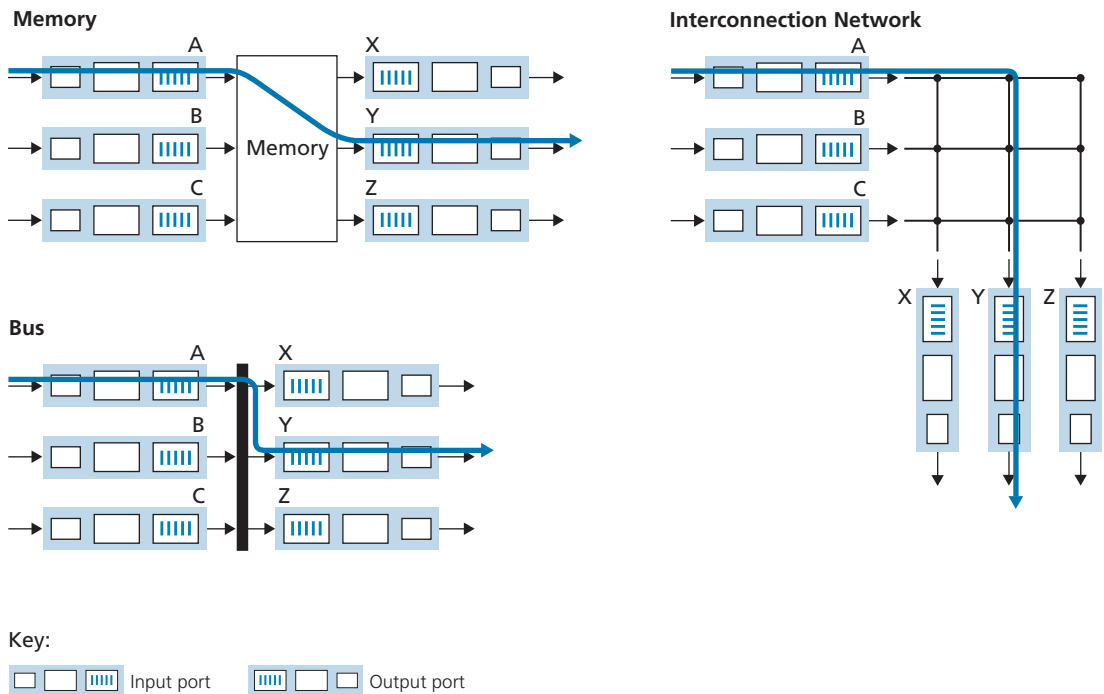 Memory
A
X
B
Y
Memory
C
Z
Interconnection Network
A
B
C
X
Y
Z
Bus
A
X
B
Y
C
Z
Key:
Input port
Output port